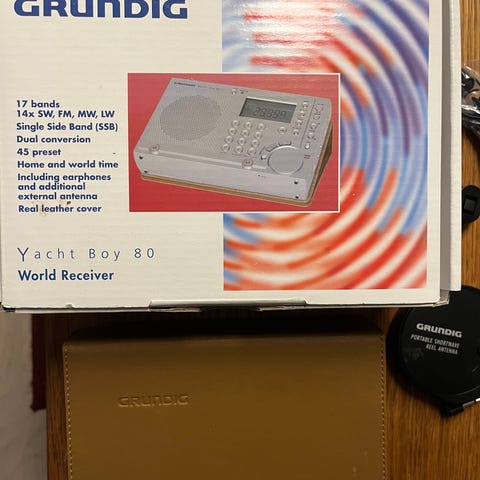 GRUNDIG
17 bands
14x SW, FM, MW, LW
Single Side Band (SSB)
Dual conversion
45 preset
Home and world time
Including earphones
and additional
external antenna
Real leather cover
Yacht Boy 80
World Receiver
GRUNDIG
PORTABLE SHORTWAVE
REEL ANTENNA
GRUNDIG